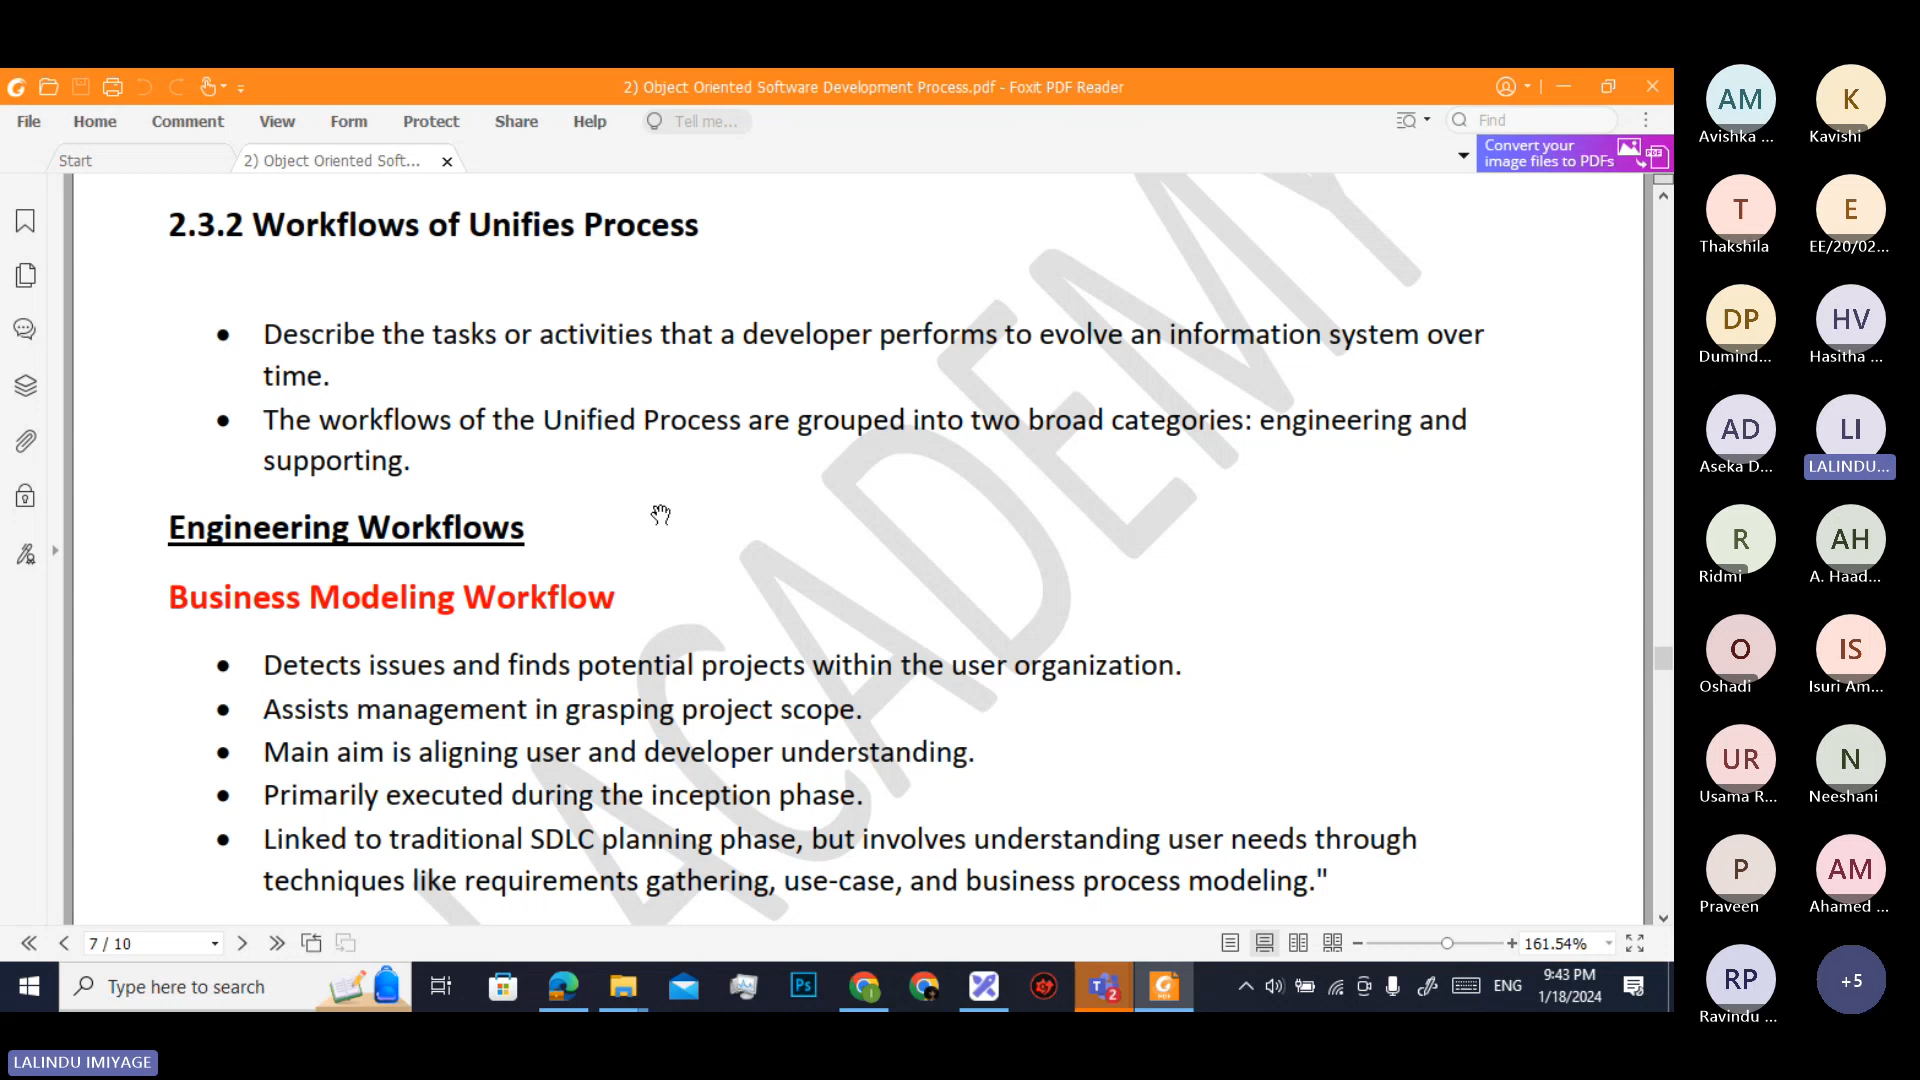 2) Object Oriented Software Development Process.pdf - Foxit PDF Reader
File Home Comment View Form Protect Share Help Tell me... Find
Start
2) Object Oriented Soft...
Convert your
image files to PDFs
2.3.2 Workflows of Unifies Process
Describe the tasks or activities that a developer performs to evolve an information system over
time.
The workflows of the Unified Process are grouped into two broad categories: engineering and
supporting.
Engineering Workflows
Business Modeling Workflow
Detects issues and finds potential projects within the user organization.
Assists management in grasping project scope.
Main aim is aligning user and developer understanding.
Primarily executed during the inception phase.
Linked to traditional SDLC planning phase, but involves understanding user needs through
techniques like requirements gathering, use-case, and business process modeling."
ACADEMY
7 / 10
161.54%
Type here to search
Ps
T 2
ENG
9:43 PM
1/18/2024
LALINDU IMIYAGE
AM K
Avishka ... Kavishi
T E
Thakshila EE/20/02...
DP HV
Dumind... Hasitha ...
AD LI
Aseka D... LALINDU...
R AH
Ridmi A. Haad...
O IS
Oshadi Isuri Am...
UR N
Usama R... Neeshani
P AM
Praveen Ahamed ...
RP +5
Ravindu ...